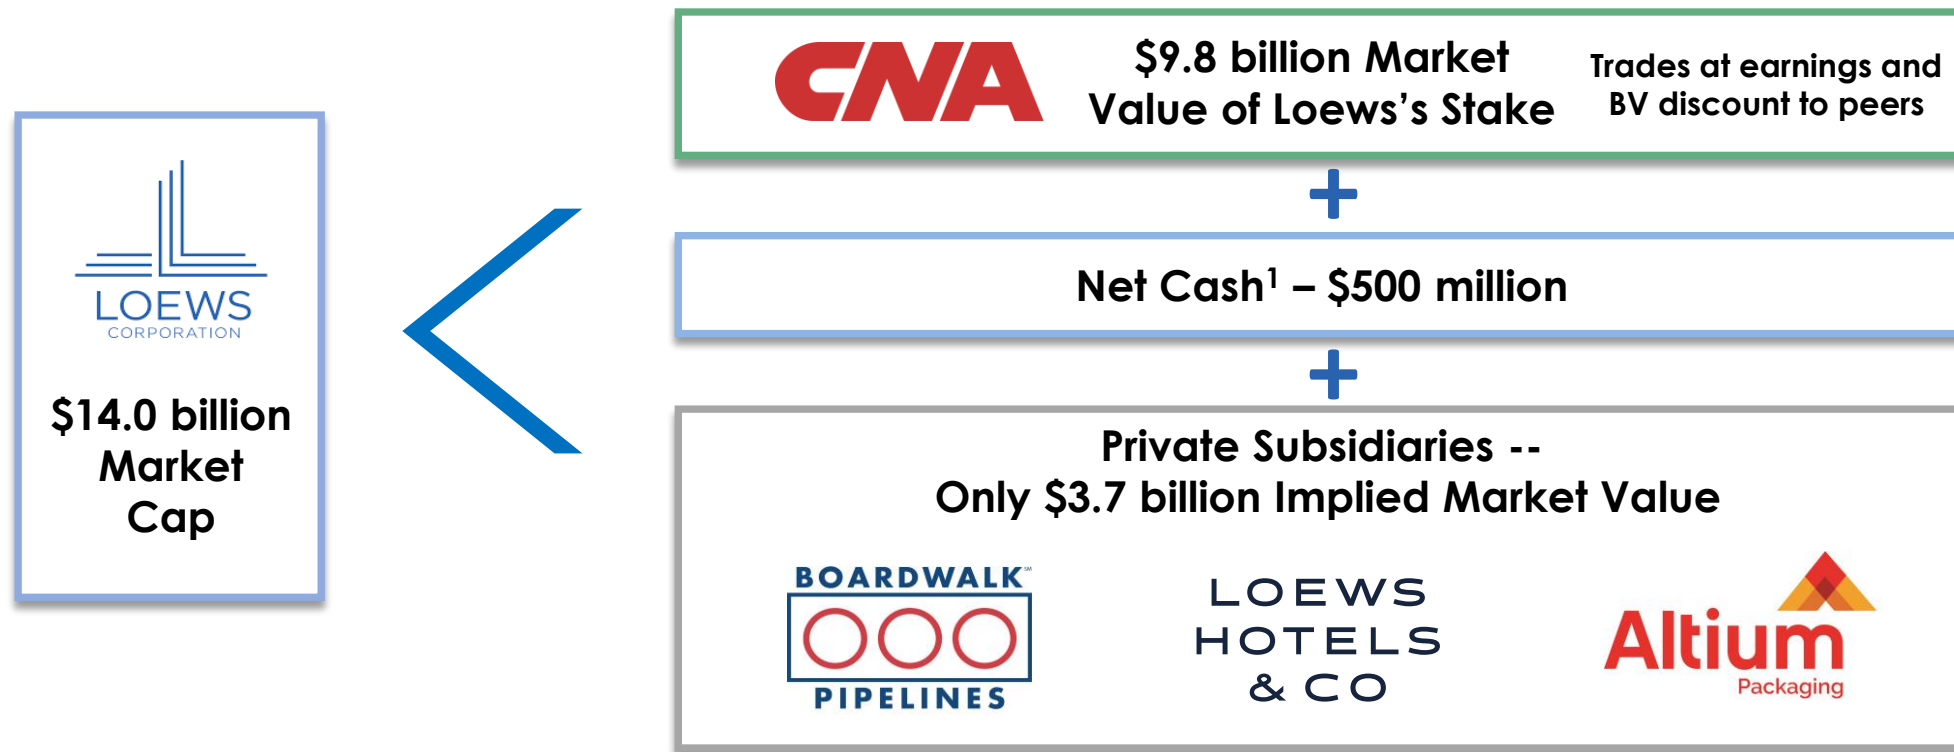 LOEWS
CORPORATION
$14.0 billion
Market
Cap
CNA
$9.8 billion Market
Value of Loews's Stake
Trades at earnings and
BV discount to peers
+
Net Cash¹ – $500 million
+
Private Subsidiaries --
Only $3.7 billion Implied Market Value
BOARDWALK℠
PIPELINES
LOEWS
HOTELS
& CO
Altium
Packaging